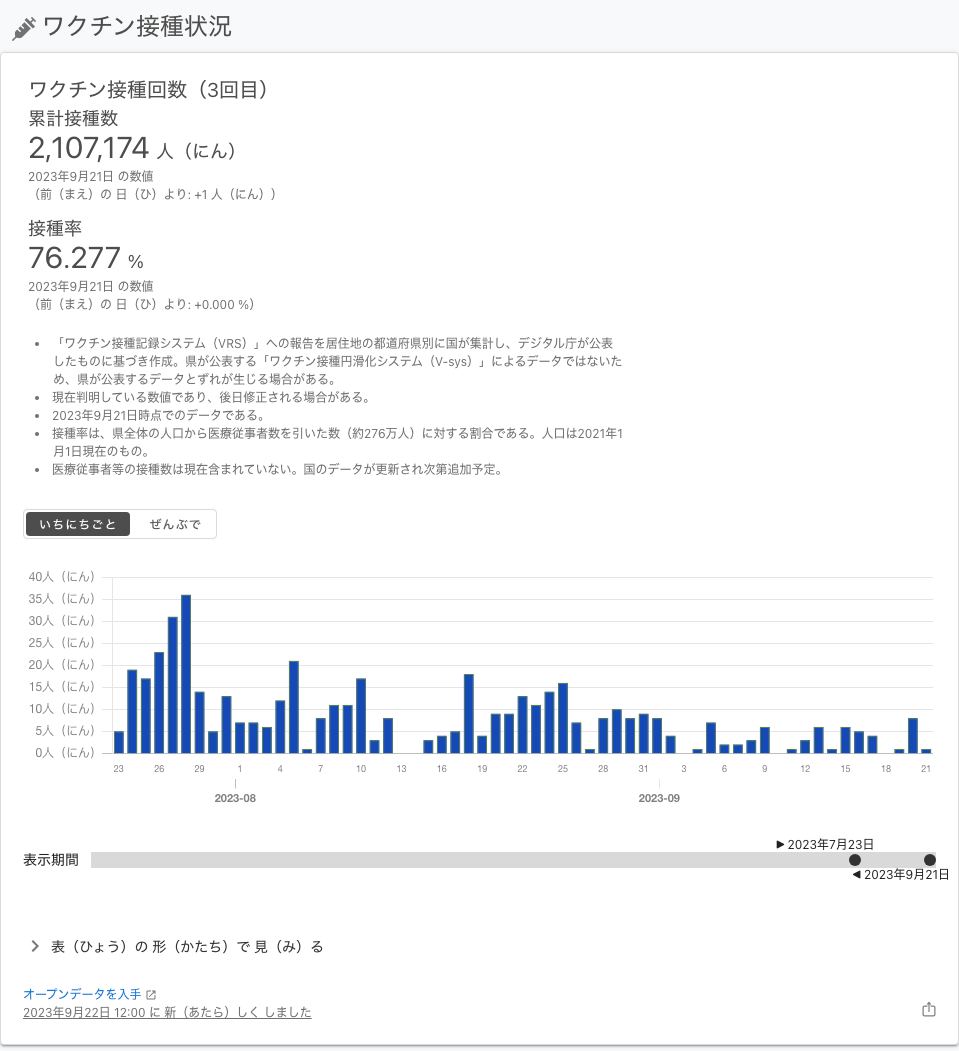 ワクチン接種状況
ワクチン接種回数（3回目）
累計接種数
2,107,174 人（にん）
2023年9月21日 の数値
（前（まえ）の 日（ひ）より: +1 人（にん））
接種率
76.277 %
2023年9月21日 の数値
（前（まえ）の 日（ひ）より: +0.000 %）
• 「ワクチン接種記録システム（VRS）」への報告を居住地の都道府県別に国が集計し、デジタル庁が公表
したものに基づき作成。県が公表する「ワクチン接種円滑化システム（V-sys）」によるデータではないた
め、県が公表するデータとずれが生じる場合がある。
• 現在判明している数値であり、後日修正される場合がある。
• 2023年9月21日時点でのデータである。
• 接種率は、県全体の人口から医療従事者数を引いた数（約276万人）に対する割合である。人口は2021年1
月1日現在のもの。
• 医療従事者等の接種数は現在含まれていない。国のデータが更新され次第追加予定。
いちにちごと ぜんぶで
40人（にん）
35人（にん）
30人（にん）
25人（にん）
20人（にん）
15人（にん）
10人（にん）
5人（にん）
0人（にん）
23 26 29 1 4 7 10 13 16 19 22 25 28 31 3 6 9 12 15 18 21
2023-08 2023-09
2023年7月23日
表示期間
2023年9月21日
表（ひょう）の 形（かたち）で 見（み）る
オープンデータを入手
2023年9月22日 12:00 に 新（あたら）しく しました